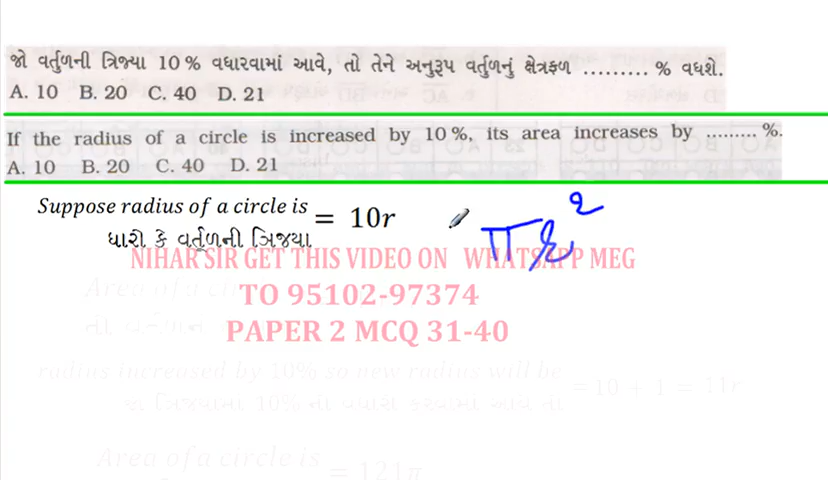 જો વર્તુળની ત્રિજ્યા 10 % વધારવામાં આવે, તો તેને અનુરૂપ વર્તુળનું ક્ષેત્રફળ ......... % વધશે.
A. 10 B. 20 C. 40 D. 21
If the radius of a circle is increased by 10 %, its area increases by ......... %.
A. 10 B. 20 C. 40 D. 21
Suppose radius of a circle is = 10r
ધારો કે વર્તુળની ત્રિજ્યા
πર²
NIHAR SIR GET THIS VIDEO ON WHATSAPP MEG
TO 95102-97374
PAPER 2 MCQ 31-40
Area of a c
radius increased by 10% so new radius will be = 10 + 1 = 11r
Area of a circle is = 121π